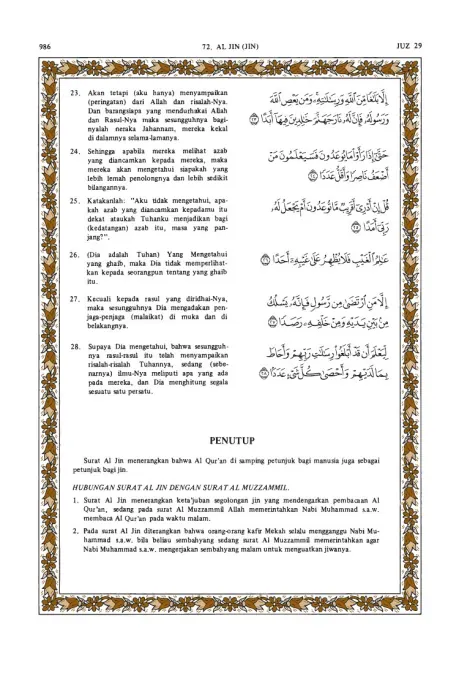 986 72. AL JIN (JIN) JUZ 29
23. Akan tetapi (aku hanya) menyampaikan
(peringatan) dari Allah dan risalah-Nya.
Dan barangsiapa yang mendurhakai Allah
dan Rasul-Nya maka sesungguhnya bagi-
nyalah neraka Jahannam, mereka kekal
di dalamnya selama-lamanya.
إِلَّا بَلَاغًا مِنَ اللَّهِ وَرِسَالَاتِهِ ۚ وَمَن يَعْصِ اللَّهَ
وَرَسُولَهُ فَإِنَّ لَهُ نَارَ جَهَنَّمَ خَالِدِينَ فِيهَا أَبَدًا ﴿٢٣﴾
24. Sehingga apabila mereka melihat azab
yang diancamkan kepada mereka, maka
mereka akan mengetahui siapakah yang
lebih lemah penolongnya dan lebih sedikit
bilangannya.
حَتَّىٰ إِذَا رَأَوْا مَا يُوعَدُونَ فَسَيَعْلَمُونَ مَنْ
أَضْعَفُ نَاصِرًا وَأَقَلُّ عَدَدًا ﴿٢٤﴾
25. Katakanlah: "Aku tidak mengetahui, apa-
kah azab yang diancamkan kepadamu itu
dekat ataukah Tuhanku menjadikan bagi
(kedatangan) azab itu, masa yang pan-
jang?".
قُلْ إِنْ أَدْرِي أَقَرِيبٌ مَّا تُوعَدُونَ أَمْ يَجْعَلُ لَهُ
رَبِّي أَمَدًا ﴿٢٥﴾
26. (Dia adalah Tuhan) Yang Mengetahui
yang ghaib, maka Dia tidak memperlihat-
kan kepada seorangpun tentang yang ghaib
itu.
عَالِمُ الْغَيْبِ فَلَا يُظْهِرُ عَلَىٰ غَيْبِهِ أَحَدًا ﴿٢٦﴾
27. Kecuali kepada rasul yang diridhai-Nya,
maka sesungguhnya Dia mengadakan pen-
jaga-penjaga (malaikat) di muka dan di
belakangnya.
إِلَّا مَنِ ارْتَضَىٰ مِن رَّسُولٍ فَإِنَّهُ يَسْلُكُ
مِن بَيْنِ يَدَيْهِ وَمِنْ خَلْفِهِ رَصَدًا ﴿٢٧﴾
28. Supaya Dia mengetahui, bahwa sesungguh-
nya rasul-rasul itu telah menyampaikan
risalah-risalah Tuhannya, sedang (sebe-
narnya) ilmu-Nya meliputi apa yang ada
pada mereka, dan Dia menghitung segala
sesuatu satu persatu.
لِيَعْلَمَ أَن قَدْ أَبْلَغُوا رِسَالَاتِ رَبِّهِمْ وَأَحَاطَ
بِمَا لَدَيْهِمْ وَأَحْصَىٰ كُلَّ شَيْءٍ عَدَدًا ﴿٢٨﴾
PENUTUP
Surat Al Jin menerangkan bahwa Al Qur'an di samping petunjuk bagi manusia juga sebagai
petunjuk bagi jin.
HUBUNGAN SURAT AL JIN DENGAN SURAT AL MUZZAMMIL.
1. Surat Al Jin menerangkan keta'juban segolongan jin yang mendengarkan pembacaan Al
Qur'an, sedang pada surat Al Muzzammil Allah memerintahkan Nabi Muhammad s.a.w.
membaca Al Qur'an pada waktu malam.
2. Pada surat Al Jin diterangkan bahwa orang-orang kafir Mekah selalu mengganggu Nabi Mu-
hammad s.a.w. bila beliau sembahyang sedang surat Al Muzzammil memerintahkan agar
Nabi Muhammad s.a.w. mengerjakan sembahyang malam untuk menguatkan jiwanya.